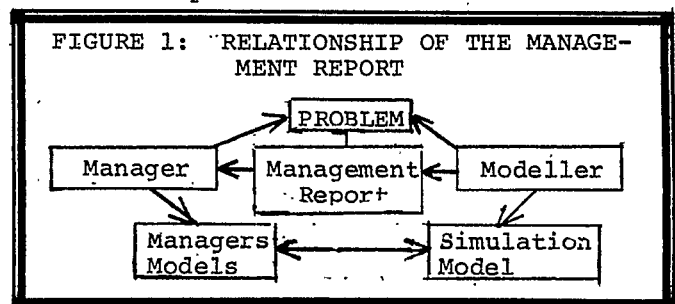 FIGURE 1: RELATIONSHIP OF THE MANAGE-
MENT REPORT
PROBLEM
Manager
Management
Report
Modeller
Managers
Models
Simulation
Model